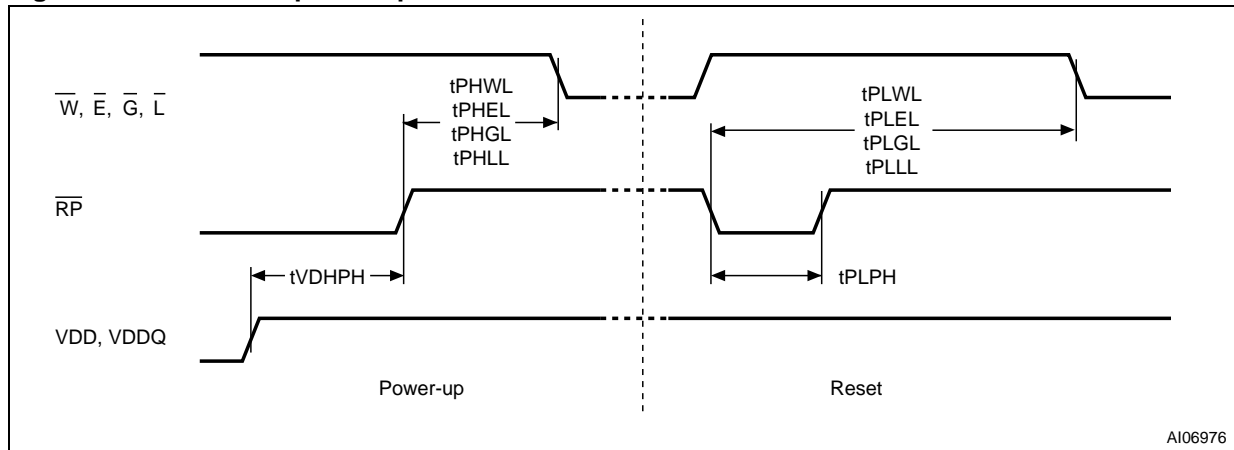 W, E, G, L
tPHWL
tPHEL
tPHGL
tPHLL
tPLWL
tPLEL
tPLGL
tPLLL
RP
tVDHPH
tPLPH
VDD, VDDQ
Power-up
Reset
AI06976